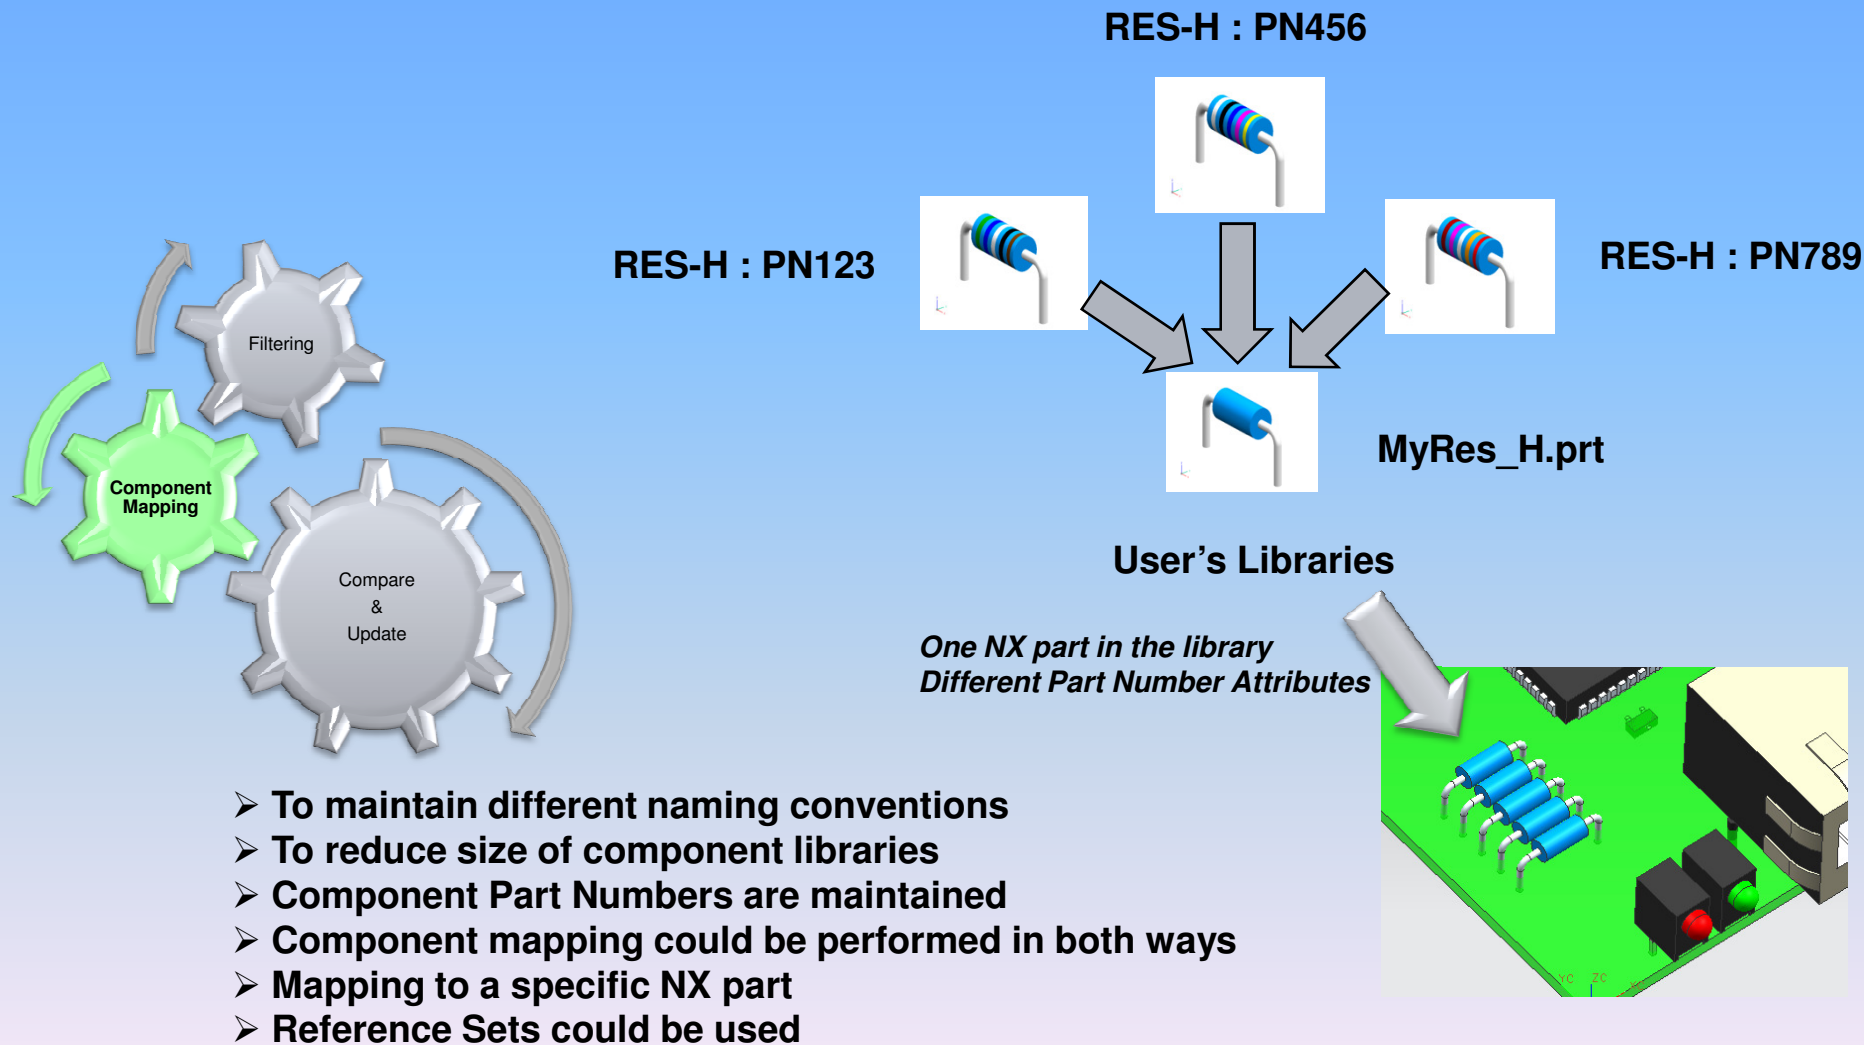 RES-H : PN456
RES-H : PN123
RES-H : PN789
Filtering
Component
Mapping
Compare
&
Update
MyRes_H.prt
User’s Libraries
One NX part in the library
Different Part Number Attributes
➢ To maintain different naming conventions
➢ To reduce size of component libraries
➢ Component Part Numbers are maintained
➢ Component mapping could be performed in both ways
➢ Mapping to a specific NX part
➢ Reference Sets could be used
YC
ZC